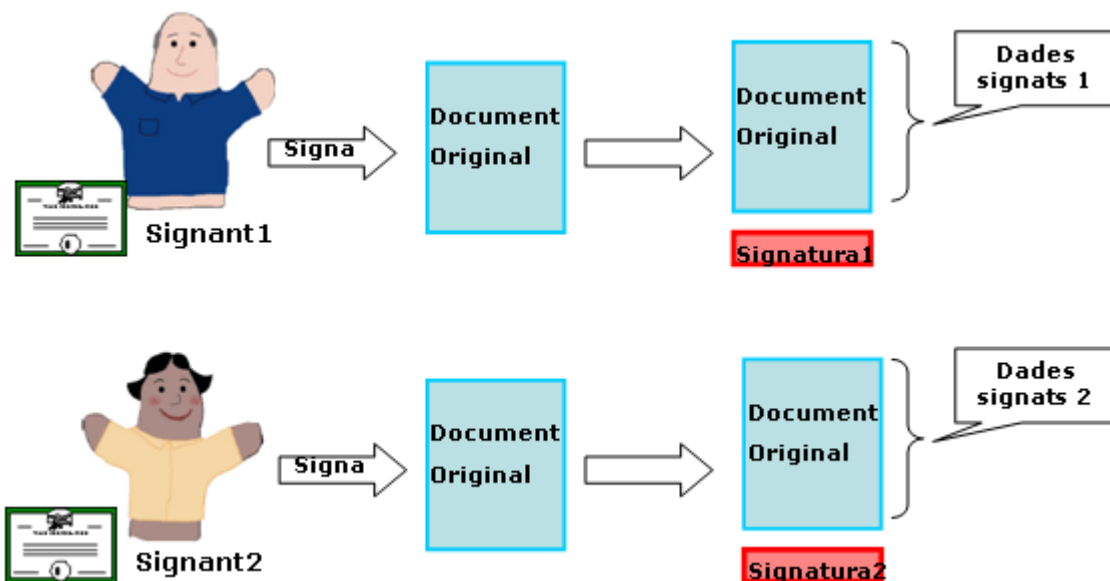 Dades
signats 1
Document
Original
Document
Original
Signa
Signant1
Signatura1
Dades
signats 2
Document
Original
Document
Original
Signa
Signant2
Signatura2